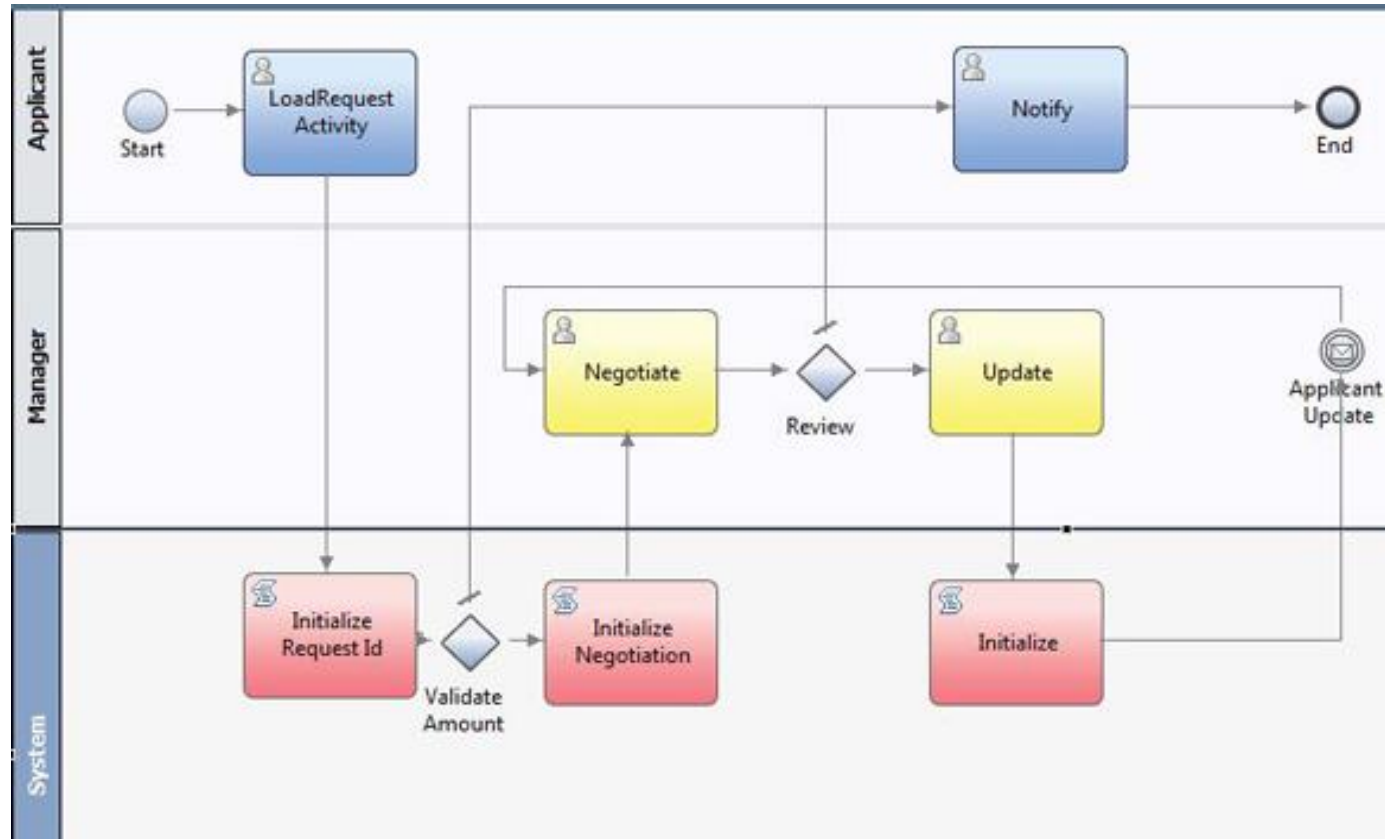 Applicant
LoadRequest
Activity
Start
Notify
End
Manager
Negotiate
Review
Update
Applicant
Update
System
Initialize
Request Id
Validate
Amount
Initialize
Negotiation
Initialize